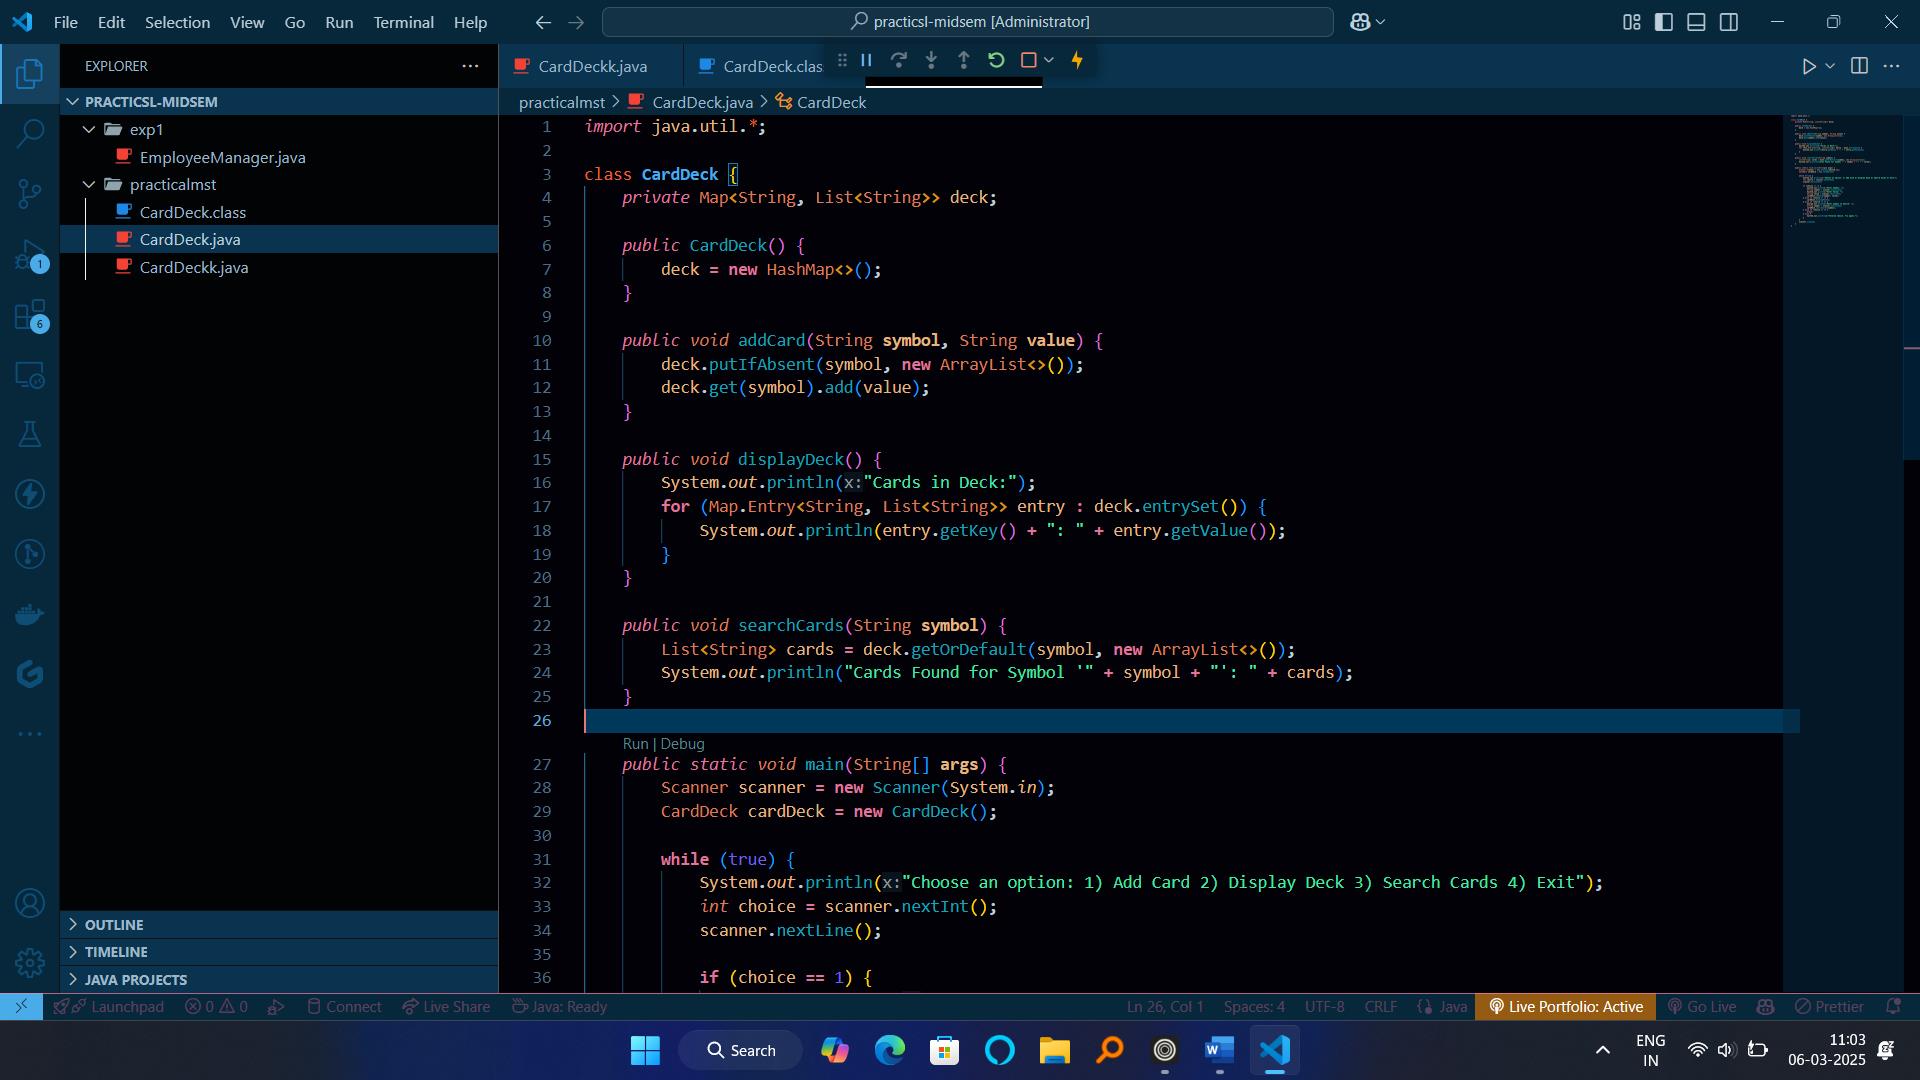 File Edit Selection View Go Run Terminal Help
practicsl-midsem [Administrator]
EXPLORER
PRACTICSL-MIDSEM
exp1
EmployeeManager.java
practicalmst
CardDeck.class
CardDeck.java
CardDeckk.java
OUTLINE
TIMELINE
JAVA PROJECTS
1
6
CardDeckk.java CardDeck.clas
practicalmst > CardDeck.java > CardDeck
1 import java.util.*;
2
3 class CardDeck {
4 private Map<String, List<String>> deck;
5
6 public CardDeck() {
7 deck = new HashMap<>();
8 }
9
10 public void addCard(String symbol, String value) {
11 deck.putIfAbsent(symbol, new ArrayList<>());
12 deck.get(symbol).add(value);
13 }
14
15 public void displayDeck() {
16 System.out.println(x:"Cards in Deck:");
17 for (Map.Entry<String, List<String>> entry : deck.entrySet()) {
18 System.out.println(entry.getKey() + ": " + entry.getValue());
19 }
20 }
21
22 public void searchCards(String symbol) {
23 List<String> cards = deck.getOrDefault(symbol, new ArrayList<>());
24 System.out.println("Cards Found for Symbol '" + symbol + "': " + cards);
25 }
26
Run | Debug
27 public static void main(String[] args) {
28 Scanner scanner = new Scanner(System.in);
29 CardDeck cardDeck = new CardDeck();
30
31 while (true) {
32 System.out.println(x:"Choose an option: 1) Add Card 2) Display Deck 3) Search Cards 4) Exit");
33 int choice = scanner.nextInt();
34 scanner.nextLine();
35
36 if (choice == 1) {
Launchpad 0 0 Connect Live Share Java: Ready Ln 26, Col 1 Spaces: 4 UTF-8 CRLF {} Java Live Portfolio: Active Go Live Prettier
Search
ENG
IN
11:03
06-03-2025